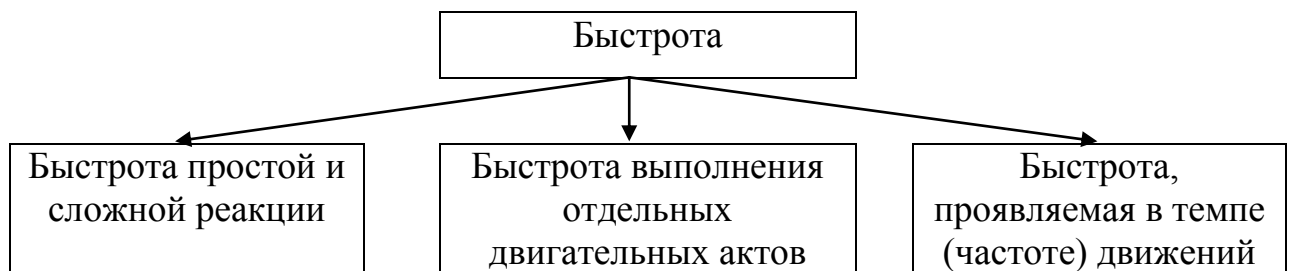 Быстрота
Быстрота простой и
сложной реакции
Быстрота выполнения
отдельных
двигательных актов
Быстрота,
проявляемая в темпе
(частоте) движений